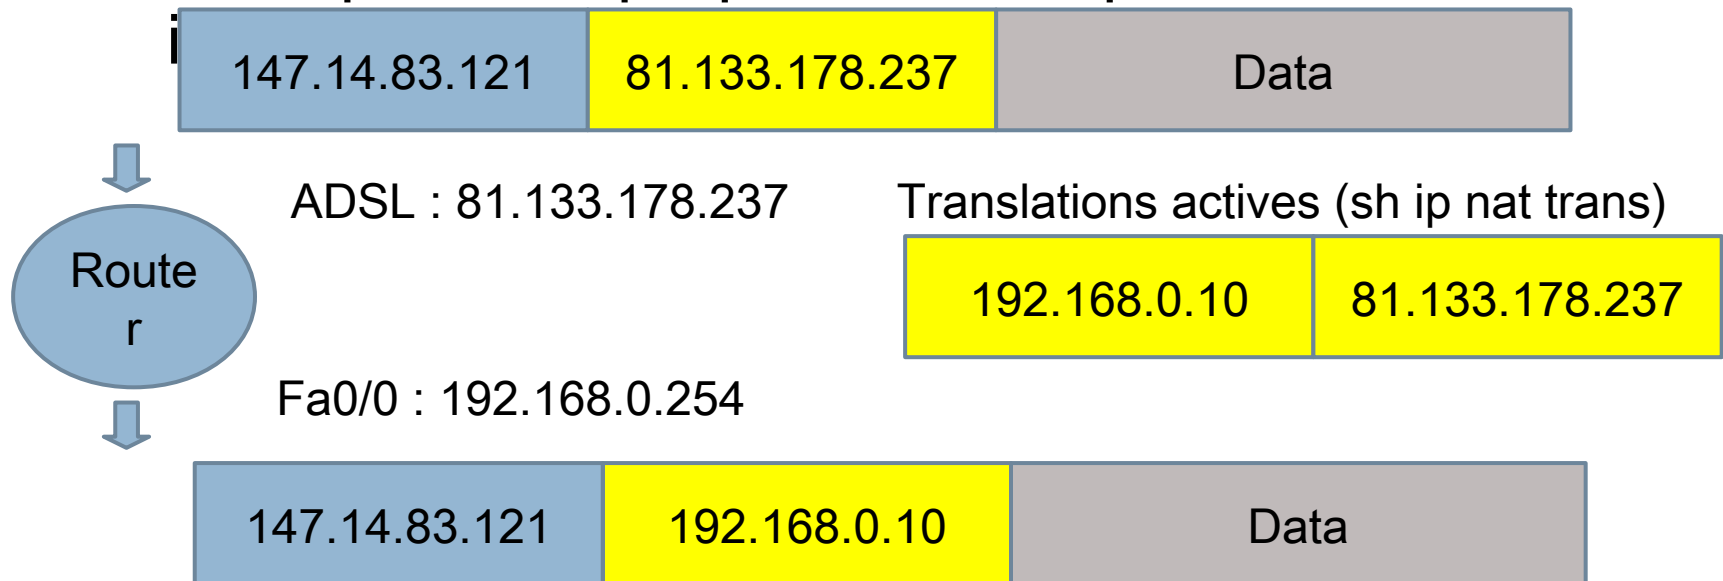 147.14.83.121 81.133.178.237 Data
ADSL : 81.133.178.237 Translations actives (sh ip nat trans)
Route
r
192.168.0.10 81.133.178.237
Fa0/0 : 192.168.0.254
147.14.83.121 192.168.0.10 Data